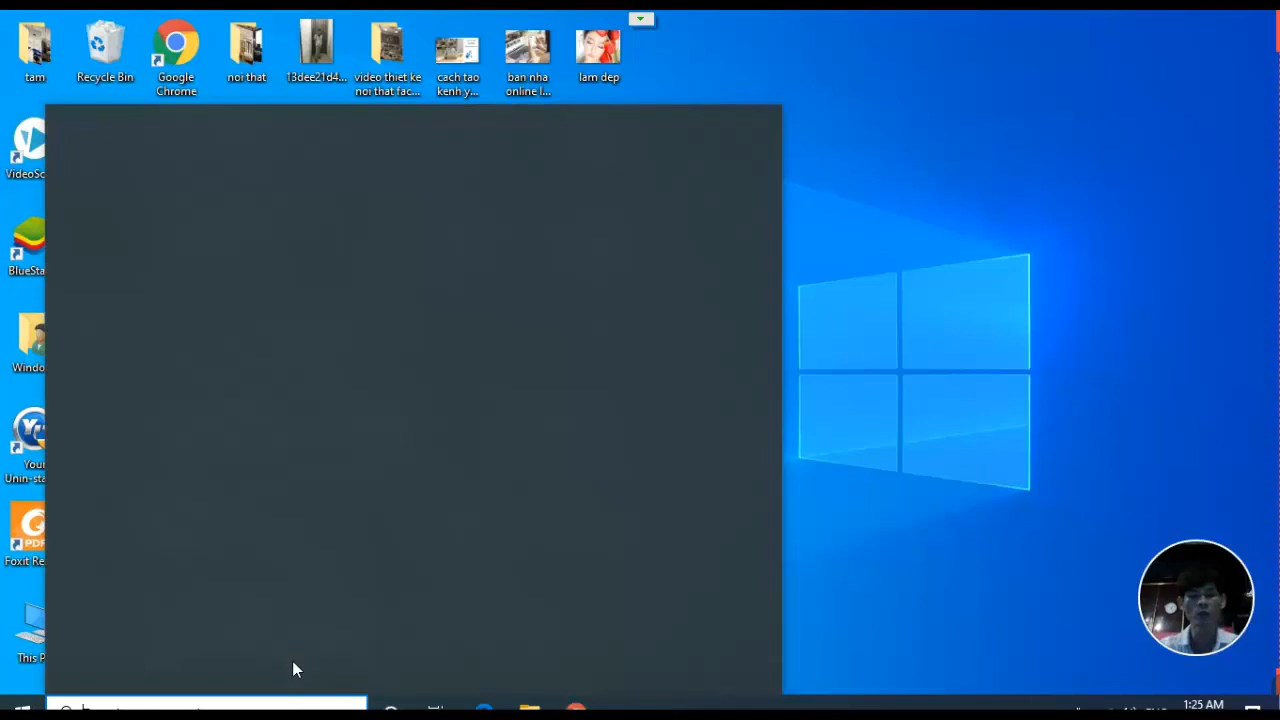 tam
Recycle Bin
Google
Chrome
noi that
13dee21d4...
video thiet ke
noi that fac...
cach tao
kenh y...
ban nha
online l...
lam dep
VideoSc
BlueSta
Windo
Your
Unin-sta
PDF
Foxit Re
This P
1:25 AM